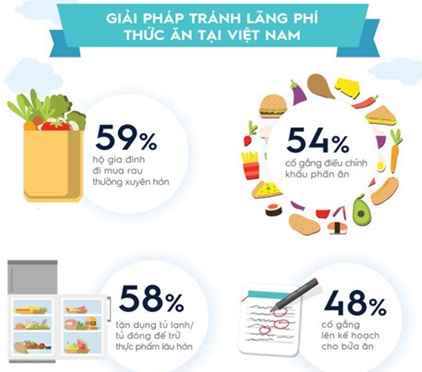 GIẢI PHÁP TRÁNH LÃNG PHÍ
THỨC ĂN TẠI VIỆT NAM
59%
hộ gia đình
đi mua rau
thường xuyên hón
54%
cố gắng điều chỉnh
khẩu phần ăn
58%
tận dụng tủ lạnh/
tủ đông để trữ
thực phẩm lâu hón
48%
cố gắng
lên kế hoạch
cho bữa ăn